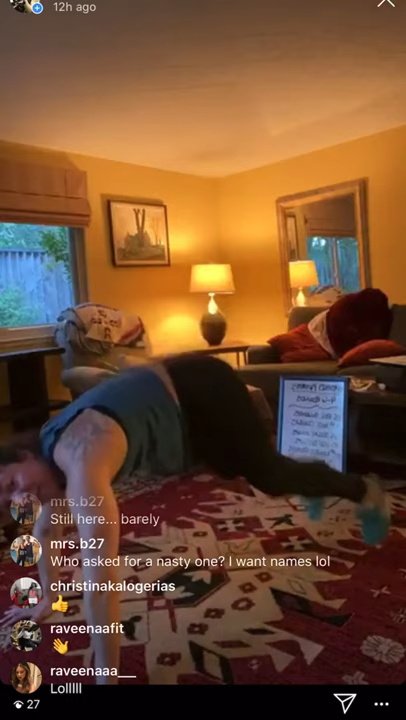 12h ago
mrs.b27
Still here... barely
mrs.b27
Who asked for a nasty one? I want names lol
christinakalogerias
👍
raveenaafit
👋
raveenaaa___
Lolllll
27